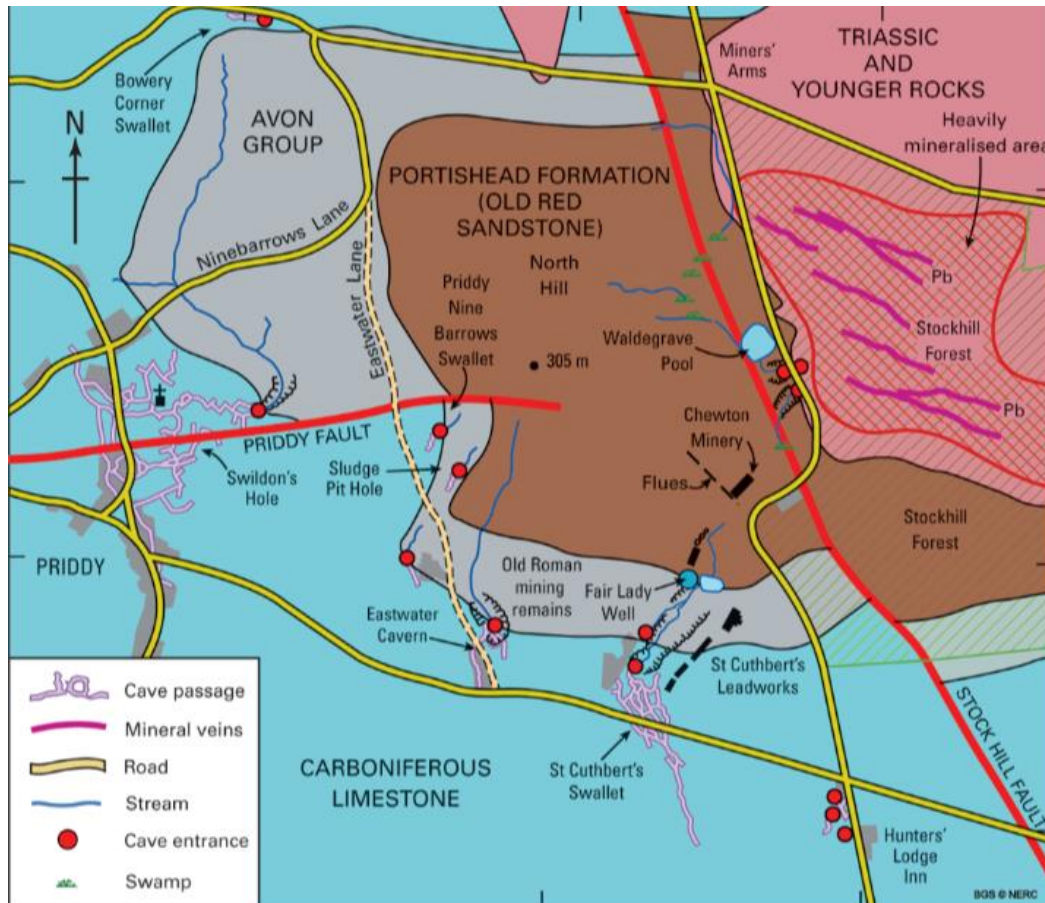 Bowery
Corner
Swallet
N
AVON
GROUP
Miners'
Arms
TRIASSIC
AND
YOUNGER ROCKS
Heavily
mineralised area
PORTISHEAD FORMATION
(OLD RED
SANDSTONE)
Ninebarrows Lane
Eastwater Lane
North
Hill
Priddy
Nine
Barrows
Swallet
305 m
Waldegrave
Pool
Pb
Stockhill
Forest
Pb
PRIDDY FAULT
Swildon's
Hole
Sludge
Pit Hole
Chewton
Minery
Flues
Stockhill
Forest
PRIDDY
Old Roman
mining
remains
Fair Lady
Well
Eastwater
Cavern
St Cuthbert's
Leadworks
STOCK HILL FAULT
CARBONIFEROUS
LIMESTONE
St Cuthbert's
Swallet
Hunters'
Lodge
Inn
Cave passage
Mineral veins
Road
Stream
Cave entrance
Swamp
BGS © NERC